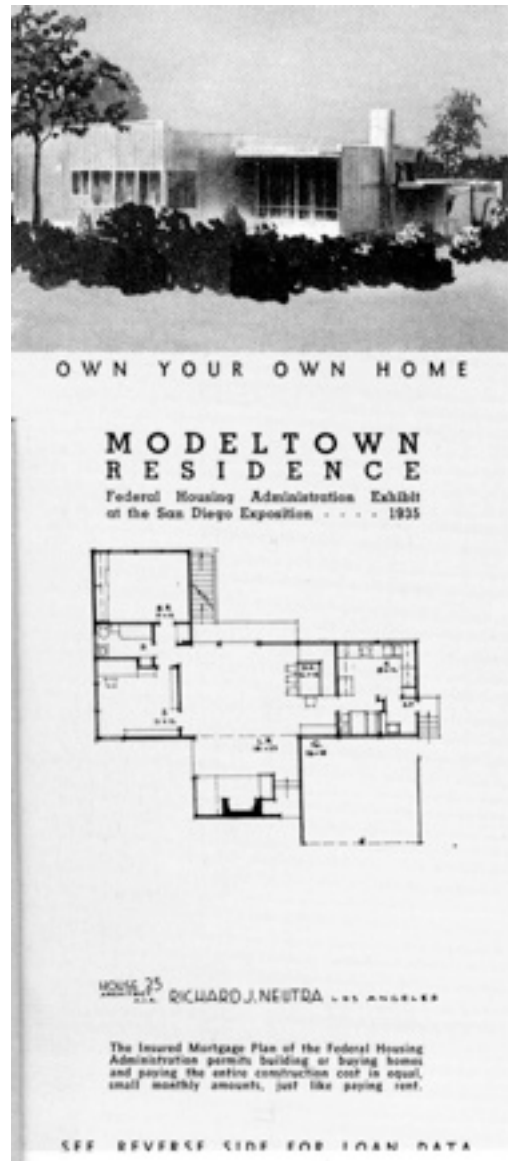 OWN YOUR OWN HOME
MODELTOWN
RESIDENCE
Federal Housing Administration Exhibit
at the San Diego Exposition - - - - 1935
HOUSE 25
ARCHITECT
RICHARD J. NEUTRA LOS ANGELES
The Insured Mortgage Plan of the Federal Housing
Administration permits building or buying homes
and paying the entire construction cost in equal,
small monthly amounts, just like paying rent.
SEE REVERSE SIDE FOR LOAN DATA